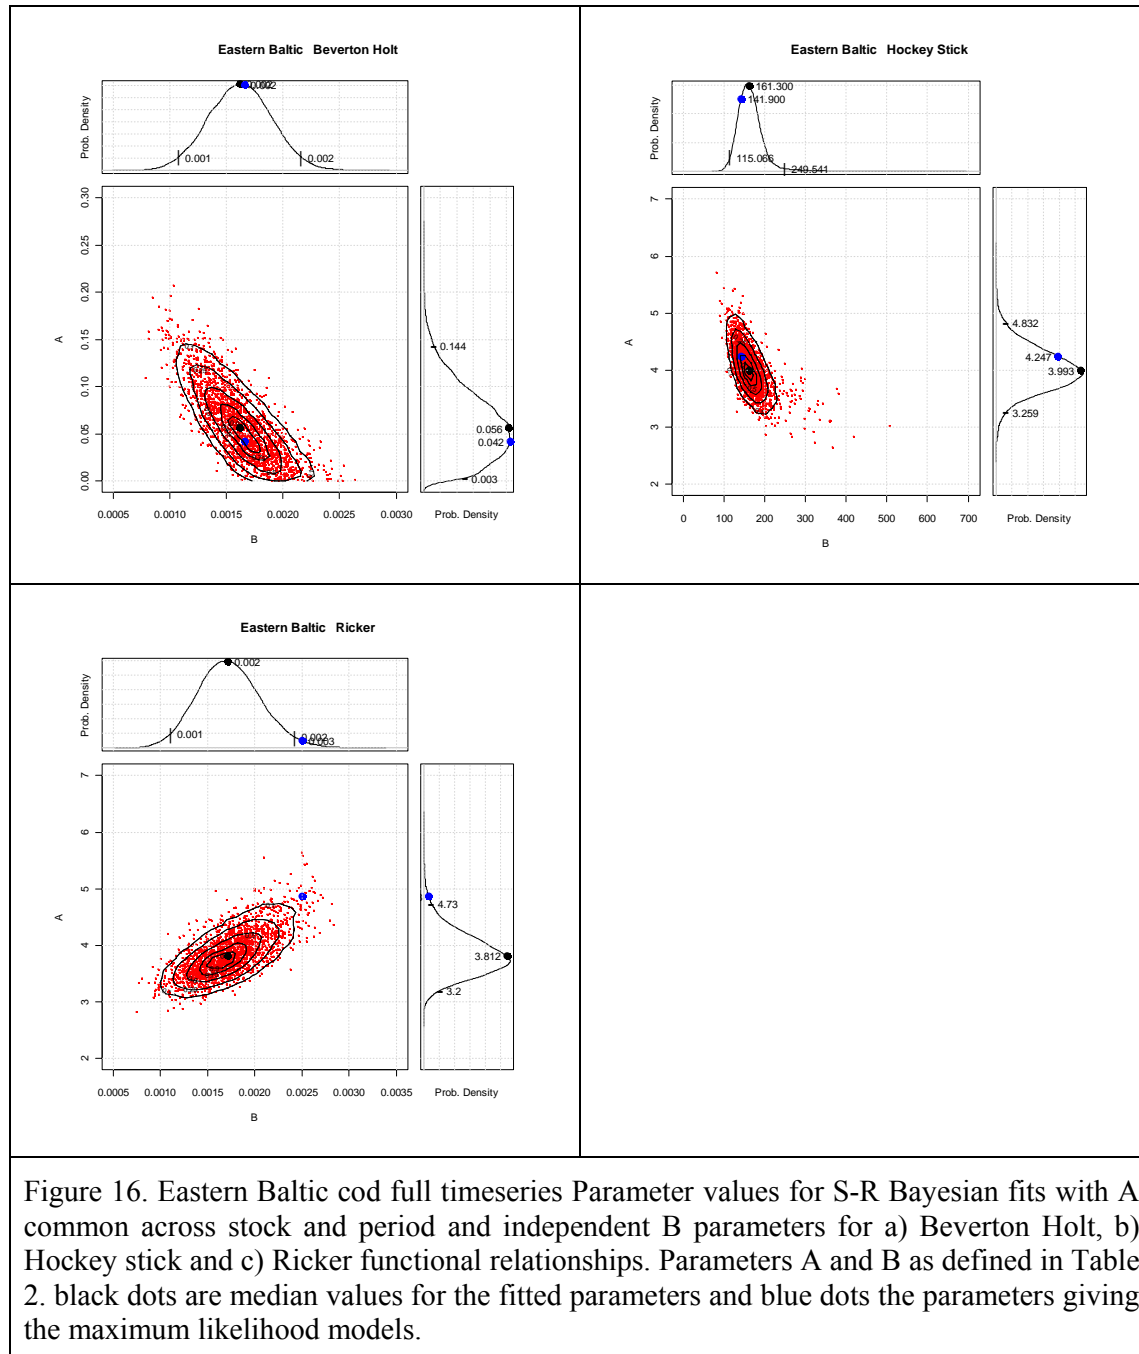 Eastern Baltic Beverton Holt
Prob. Density
0.002
0.001
0.002
A
0.00 0.05 0.10 0.15 0.20 0.25 0.30
0.144
0.056
0.042
0.003
0.0005 0.0010 0.0015 0.0020 0.0025 0.0030
Prob. Density
B
Eastern Baltic Hockey Stick
Prob. Density
161.300
141.900
115.066
249.541
A
2 3 4 5 6 7
4.832
4.247
3.993
3.259
0 100 200 300 400 500 600 700
Prob. Density
B
Eastern Baltic Ricker
Prob. Density
0.002
0.001
0.002
0.003
A
2 3 4 5 6 7
4.73
3.812
3.2
0.0005 0.0010 0.0015 0.0020 0.0025 0.0030 0.0035
Prob. Density
B
Figure 16. Eastern Baltic cod full timeseries Parameter values for S-R Bayesian fits with A
common across stock and period and independent B parameters for a) Beverton Holt, b)
Hockey stick and c) Ricker functional relationships. Parameters A and B as defined in Table
2. black dots are median values for the fitted parameters and blue dots the parameters giving
the maximum likelihood models.